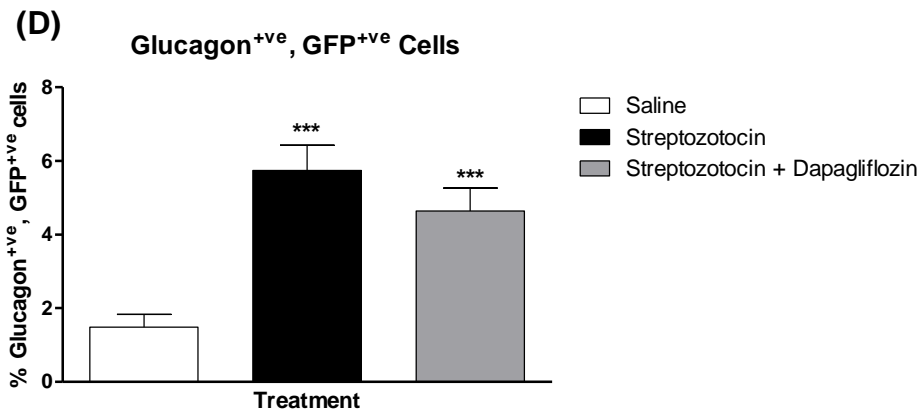 (D)
Glucagon+ve, GFP+ve Cells
% Glucagon+ve, GFP+ve cells
8
6
4
2
0
***
***
Treatment
Saline
Streptozotocin
Streptozotocin + Dapagliflozin